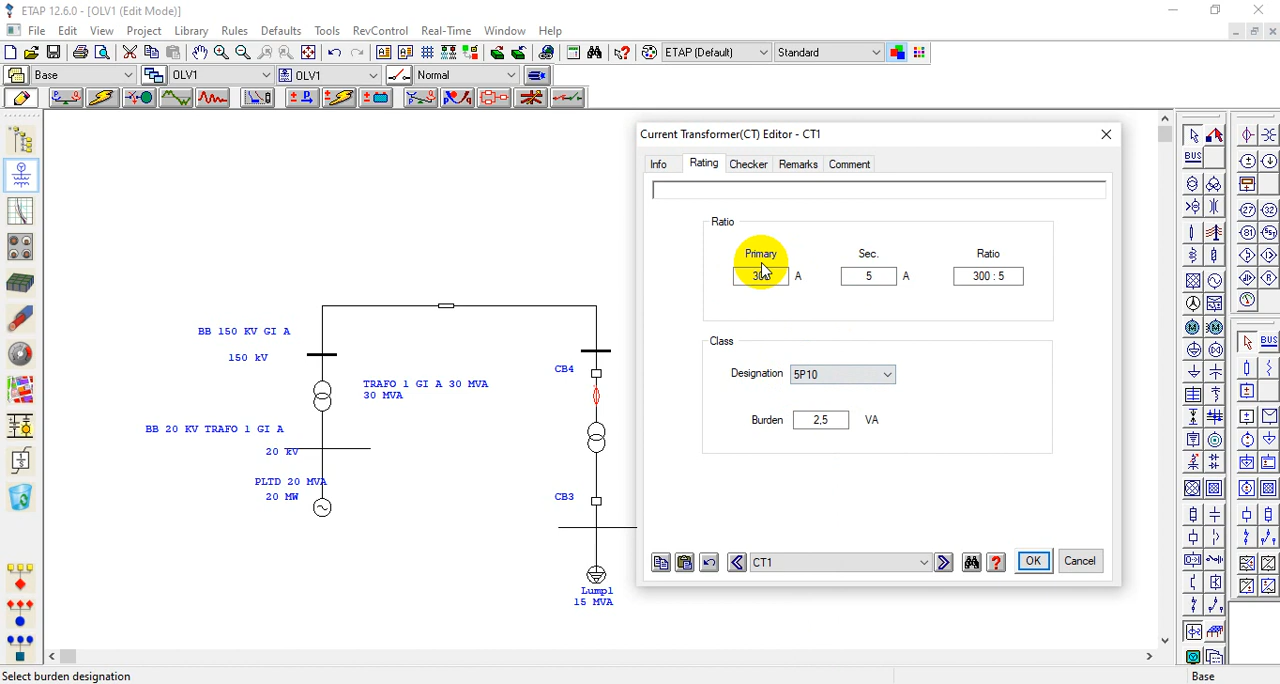 ETAP 12.6.0 - [OLV1 (Edit Mode)]
File Edit View Project Library Rules Defaults Tools RevControl Real-Time Window Help
ETAP (Default) Standard
Base OLV1 OLV1 Normal
Current Transformer(CT) Editor - CT1
Info Rating Checker Remarks Comment
Ratio
Primary Sec. Ratio
A 5 A 300 : 5
Class
Designation 5P10
Burden 2,5 VA
CT1 OK Cancel
BB 150 KV GI A
150 kV
TRAFO 1 GI A 30 MVA
30 MVA
BB 20 KV TRAFO 1 GI A
20 kV
PLTD 20 MVA
20 MW
CB4
CB3
Lump1
15 MVA
BUS
BUS
Select burden designation
Base